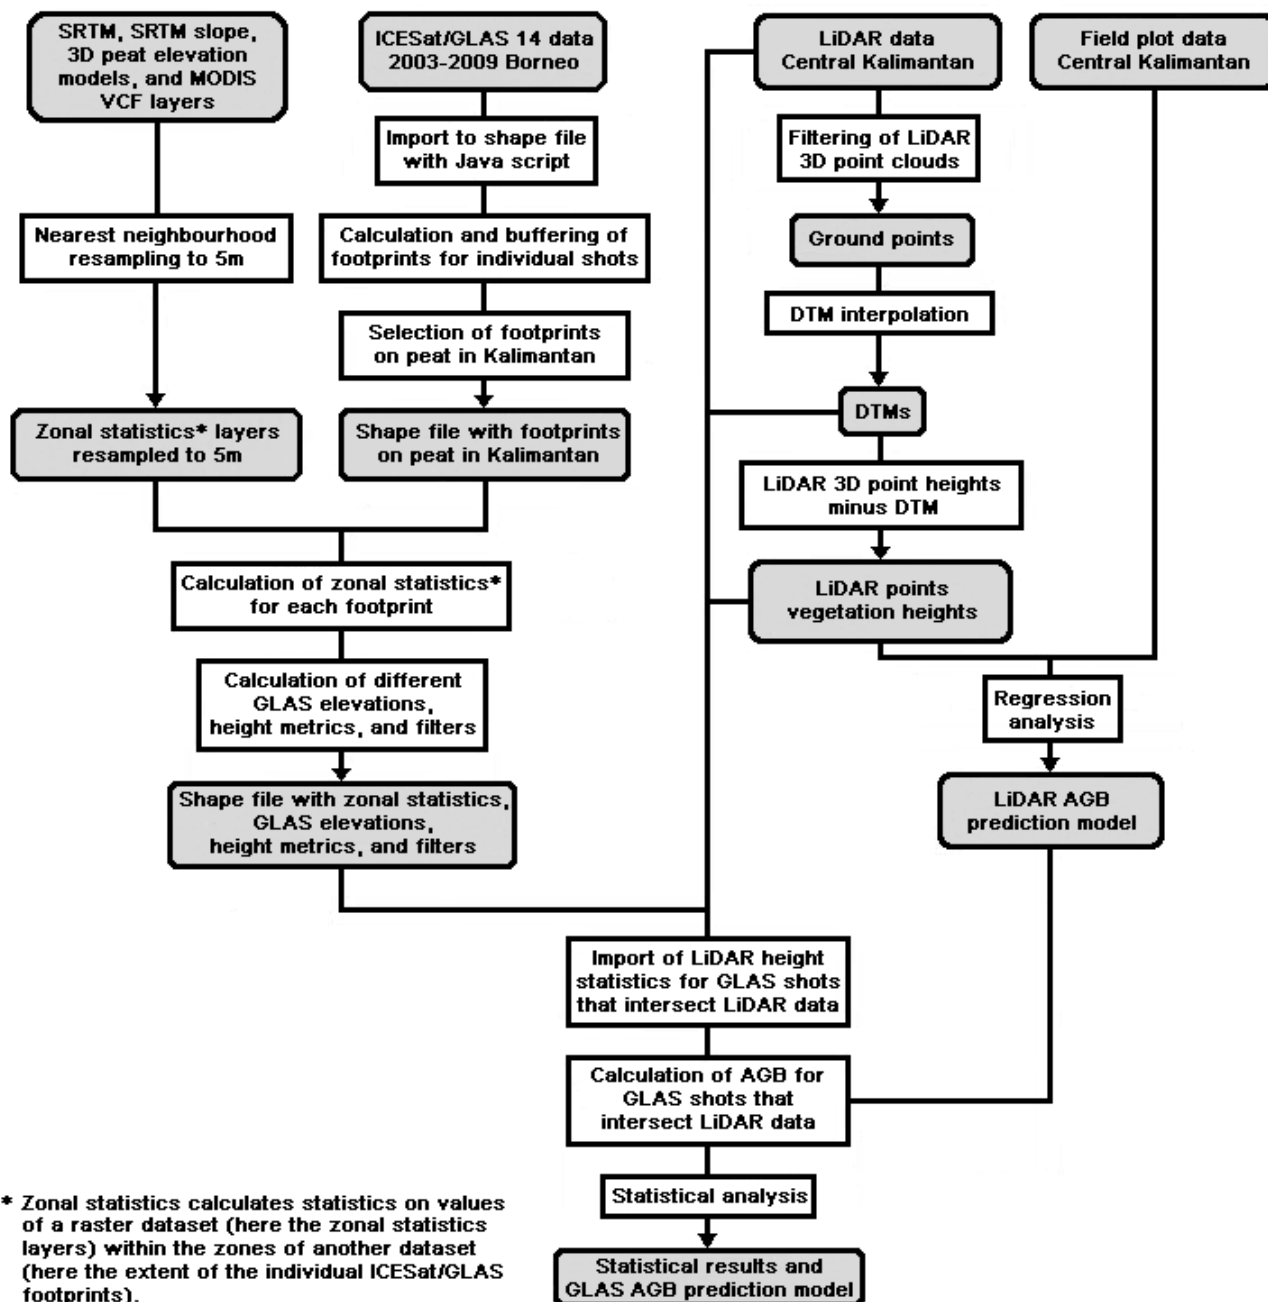 SRTM, SRTM slope,
3D peat elevation
models, and MODIS
VCF layers
ICESat/GLAS 14 data
2003-2009 Borneo
LiDAR data
Central Kalimantan
Field plot data
Central Kalimantan
Import to shape file
with Java script
Filtering of LiDAR
3D point clouds
Nearest neighbourhood
resampling to 5m
Calculation and buffering of
footprints for individual shots
Ground points
Selection of footprints
on peat in Kalimantan
DTM interpolation
Zonal statistics* layers
resampled to 5m
Shape file with footprints
on peat in Kalimantan
DTMs
LiDAR 3D point heights
minus DTM
Calculation of zonal statistics*
for each footprint
LiDAR points
vegetation heights
Calculation of different
GLAS elevations,
height metrics, and filters
Regression
analysis
Shape file with zonal statistics,
GLAS elevations,
height metrics, and filters
LiDAR AGB
prediction model
Import of LiDAR height
statistics for GLAS shots
that intersect LiDAR data
Calculation of AGB for
GLAS shots that
intersect LiDAR data
Statistical analysis
Statistical results and
GLAS AGB prediction model
* Zonal statistics calculates statistics on values
of a raster dataset (here the zonal statistics
layers) within the zones of another dataset
(here the extent of the individual ICESat/GLAS
footprints).